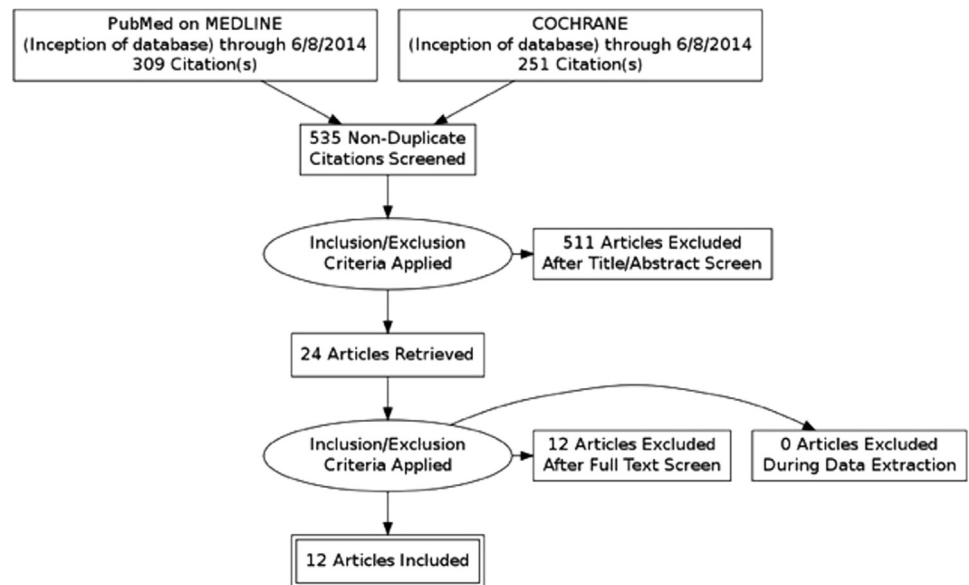 PubMed on MEDLINE
(Inception of database) through 6/8/2014
309 Citation(s)
COCHRANE
(Inception of database) through 6/8/2014
251 Citation(s)
535 Non-Duplicate
Citations Screened
Inclusion/Exclusion
Criteria Applied
511 Articles Excluded
After Title/Abstract Screen
24 Articles Retrieved
Inclusion/Exclusion
Criteria Applied
12 Articles Excluded
After Full Text Screen
0 Articles Excluded
During Data Extraction
12 Articles Included